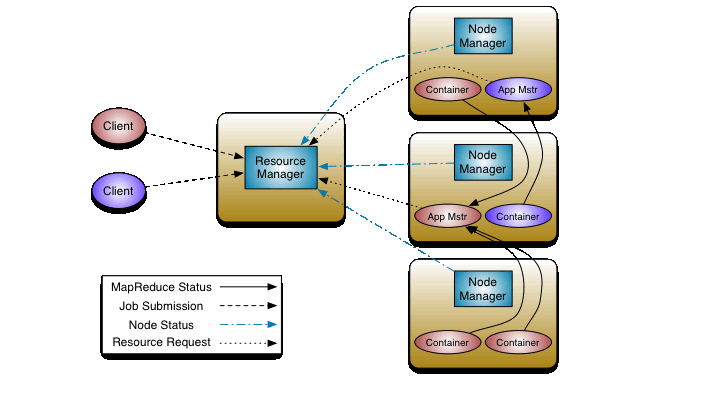 Node
Manager
Container
App Mstr
Client
Resource
Manager
Node
Manager
Client
App Mstr
Container
Node
Manager
MapReduce Status
Job Submission
Node Status
Resource Request
Container
Container